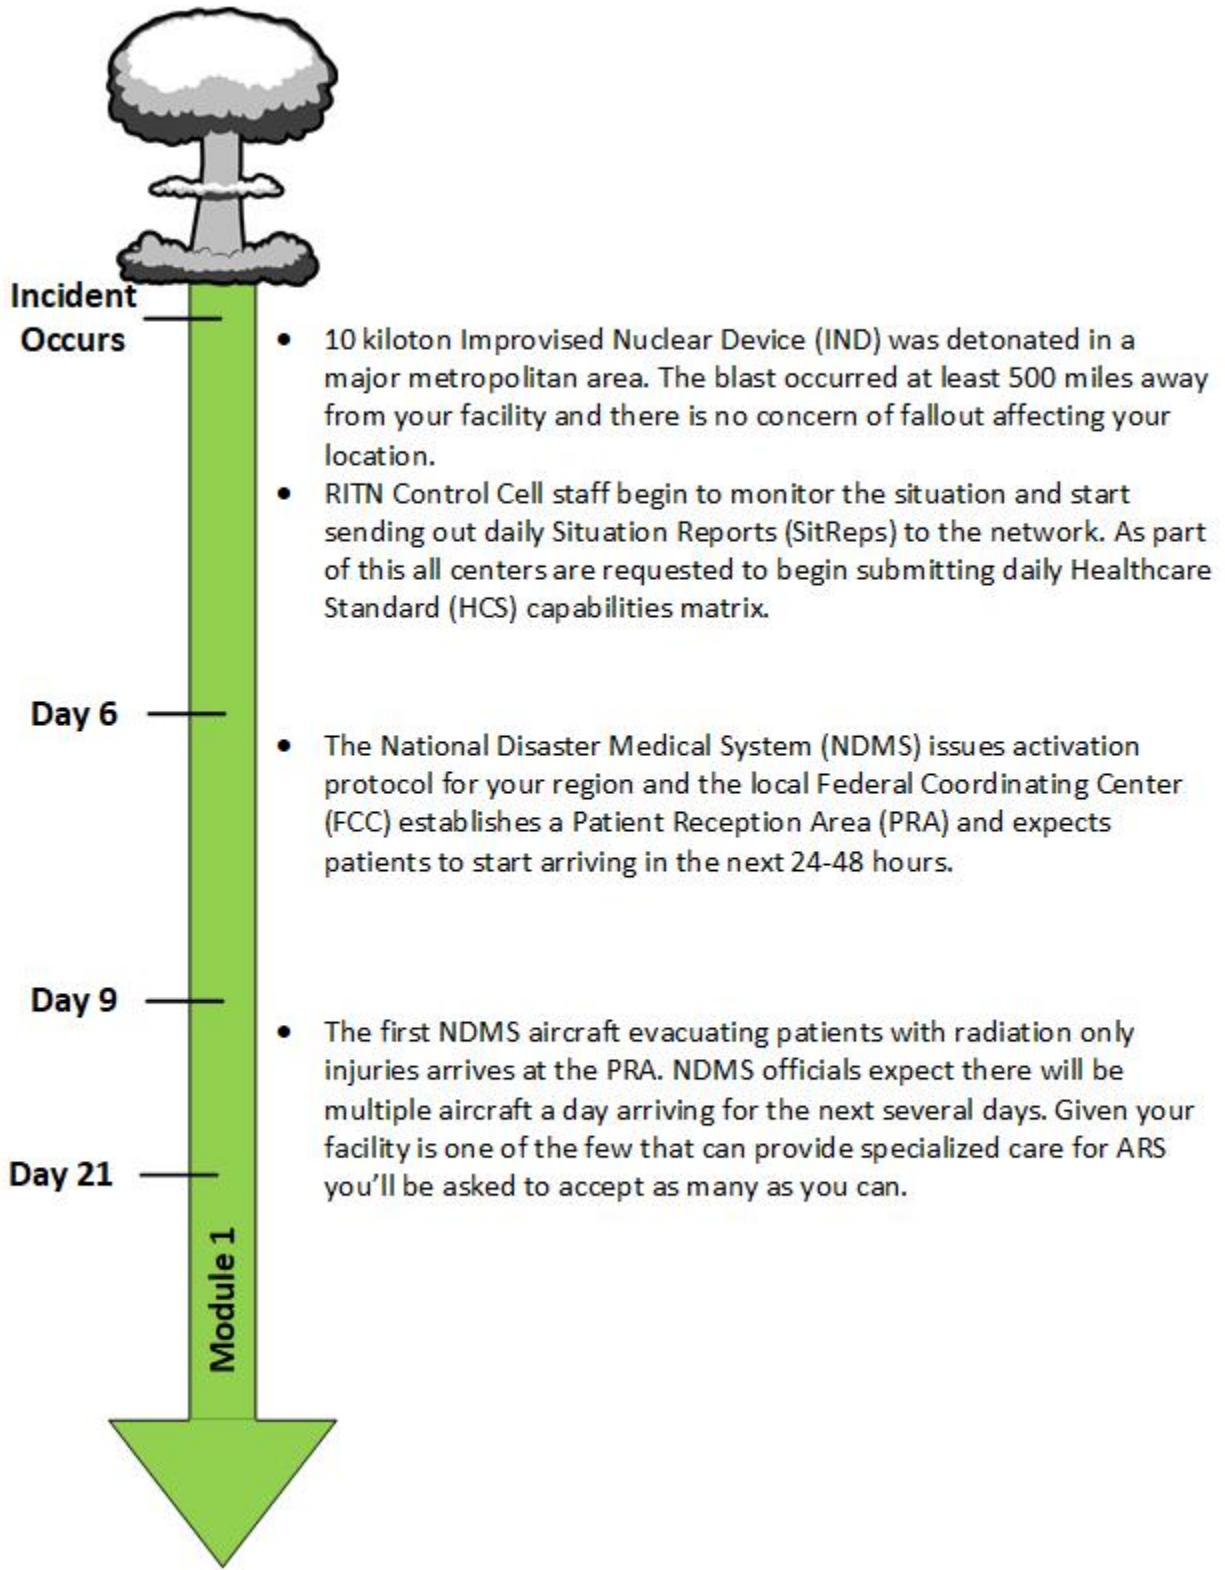 Incident
Occurs
• 10 kiloton Improvised Nuclear Device (IND) was detonated in a
major metropolitan area. The blast occurred at least 500 miles away
from your facility and there is no concern of fallout affecting your
location.
• RITN Control Cell staff begin to monitor the situation and start
sending out daily Situation Reports (SitReps) to the network. As part
of this all centers are requested to begin submitting daily Healthcare
Standard (HCS) capabilities matrix.
Day 6
• The National Disaster Medical System (NDMS) issues activation
protocol for your region and the local Federal Coordinating Center
(FCC) establishes a Patient Reception Area (PRA) and expects
patients to start arriving in the next 24-48 hours.
Day 9
• The first NDMS aircraft evacuating patients with radiation only
injuries arrives at the PRA. NDMS officials expect there will be
multiple aircraft a day arriving for the next several days. Given your
facility is one of the few that can provide specialized care for ARS
you'll be asked to accept as many as you can.
Day 21
Module 1